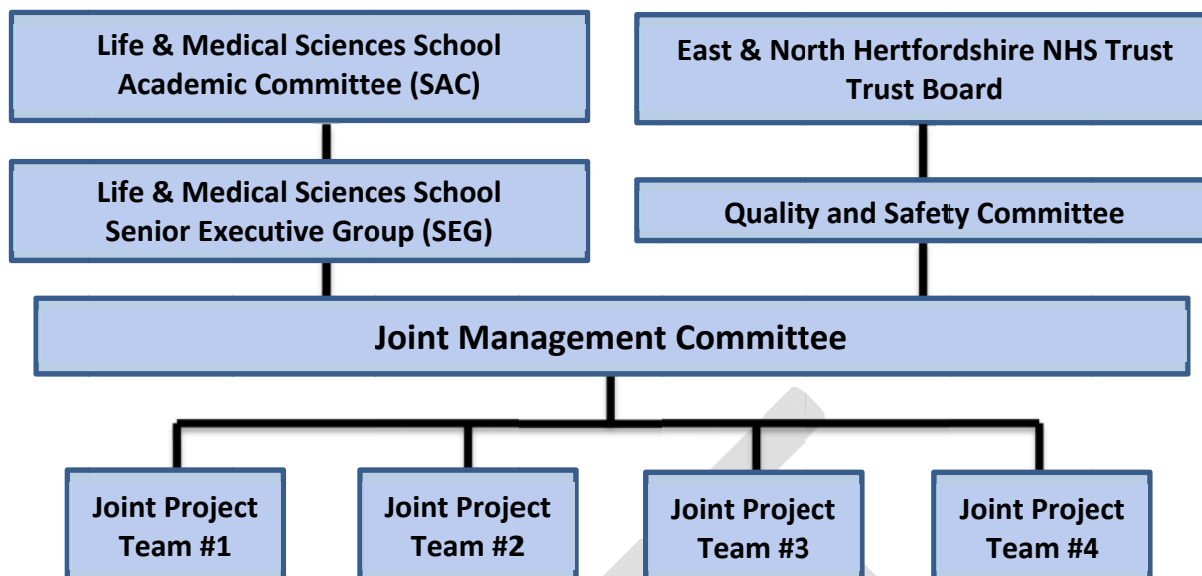 Life & Medical Sciences School
Academic Committee (SAC)
East & North Hertfordshire NHS Trust
Trust Board
Life & Medical Sciences School
Senior Executive Group (SEG)
Quality and Safety Committee
Joint Management Committee
Joint Project
Team #1
Joint Project
Team #2
Joint Project
Team #3
Joint Project
Team #4